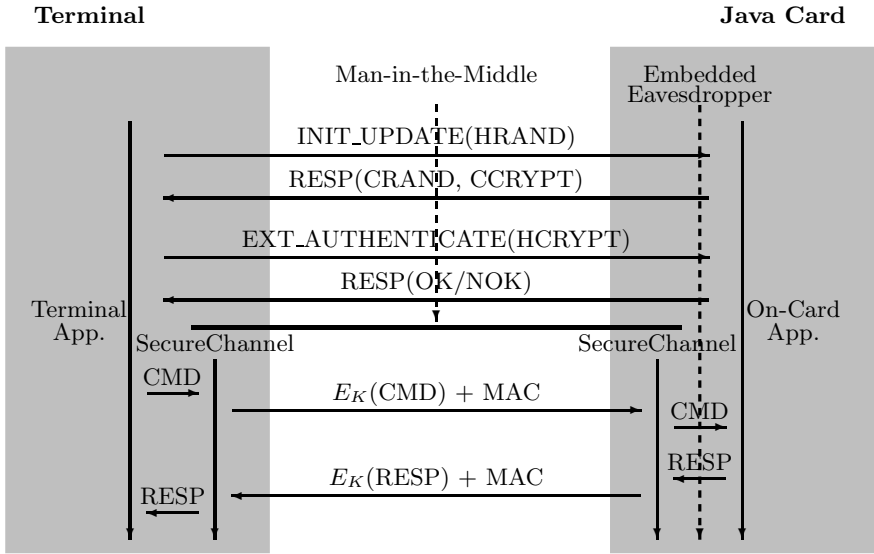 Terminal
Java Card
Man-in-the-Middle
Embedded
Eavesdropper
INIT_UPDATE(HRAND)
RESP(CRAND, CCRYPT)
EXT_AUTHENTICATE(HCRYPT)
RESP(OK/NOK)
Terminal
App.
On-Card
App.
SecureChannel
SecureChannel
CMD
E_K(CMD) + MAC
CMD
RESP
E_K(RESP) + MAC
RESP